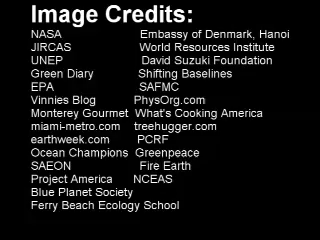 Image Credits:
NASA Embassy of Denmark, Hanoi
JIRCAS World Resources Institute
UNEP David Suzuki Foundation
Green Diary Shifting Baselines
EPA SAFMC
Vinnies Blog PhysOrg.com
Monterey Gourmet What's Cooking America
miami-metro.com treehugger.com
earthweek.com PCRF
Ocean Champions Greenpeace
SAEON Fire Earth
Project America NCEAS
Blue Planet Society
Ferry Beach Ecology School